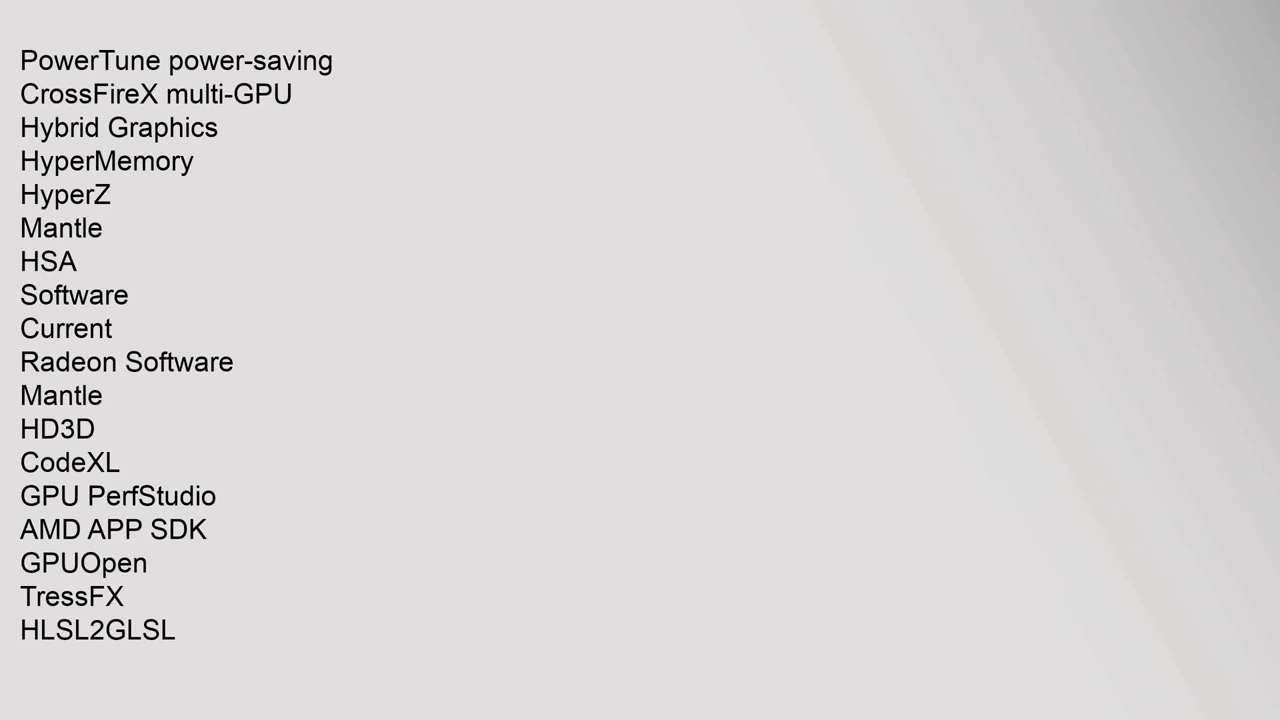 PowerTune power-saving
CrossFireX multi-GPU
Hybrid Graphics
HyperMemory
HyperZ
Mantle
HSA
Software
Current
Radeon Software
Mantle
HD3D
CodeXL
GPU PerfStudio
AMD APP SDK
GPUOpen
TressFX
HLSL2GLSL